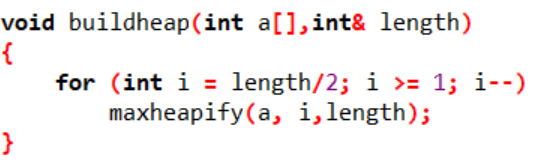 void buildheap(int a[],int& length)
{
    for (int i = length/2; i >= 1; i--)
        maxheapify(a, i,length);
}